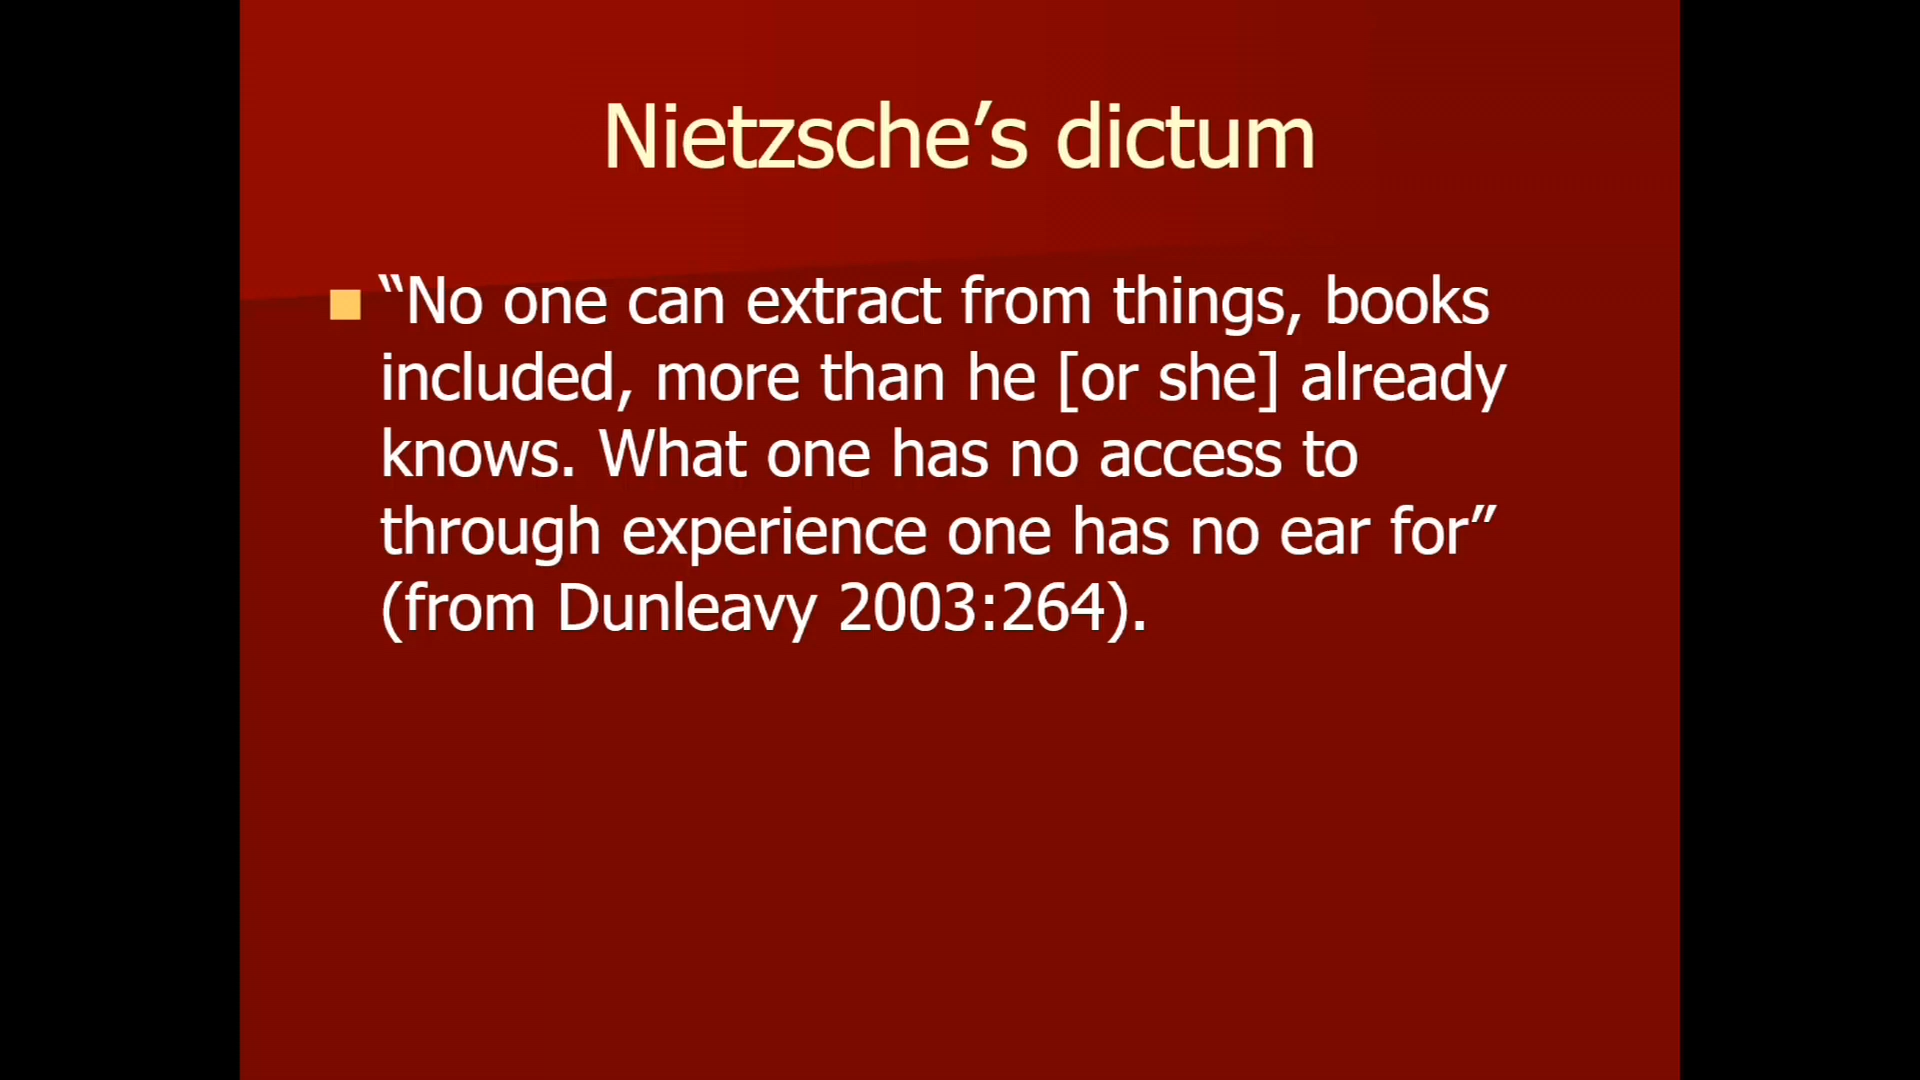 Nietzsche’s dictum
“No one can extract from things, books
included, more than he [or she] already
knows. What one has no access to
through experience one has no ear for”
(from Dunleavy 2003:264).